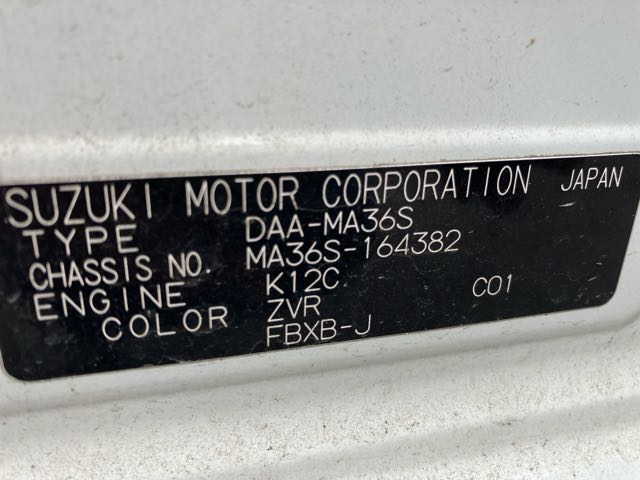 SUZUKI MOTOR CORPORATION JAPAN
TYPE DAA-MA36S
CHASSIS NO. MA36S-164382
ENGINE K12C
COLOR ZVR C01
FBXB-J